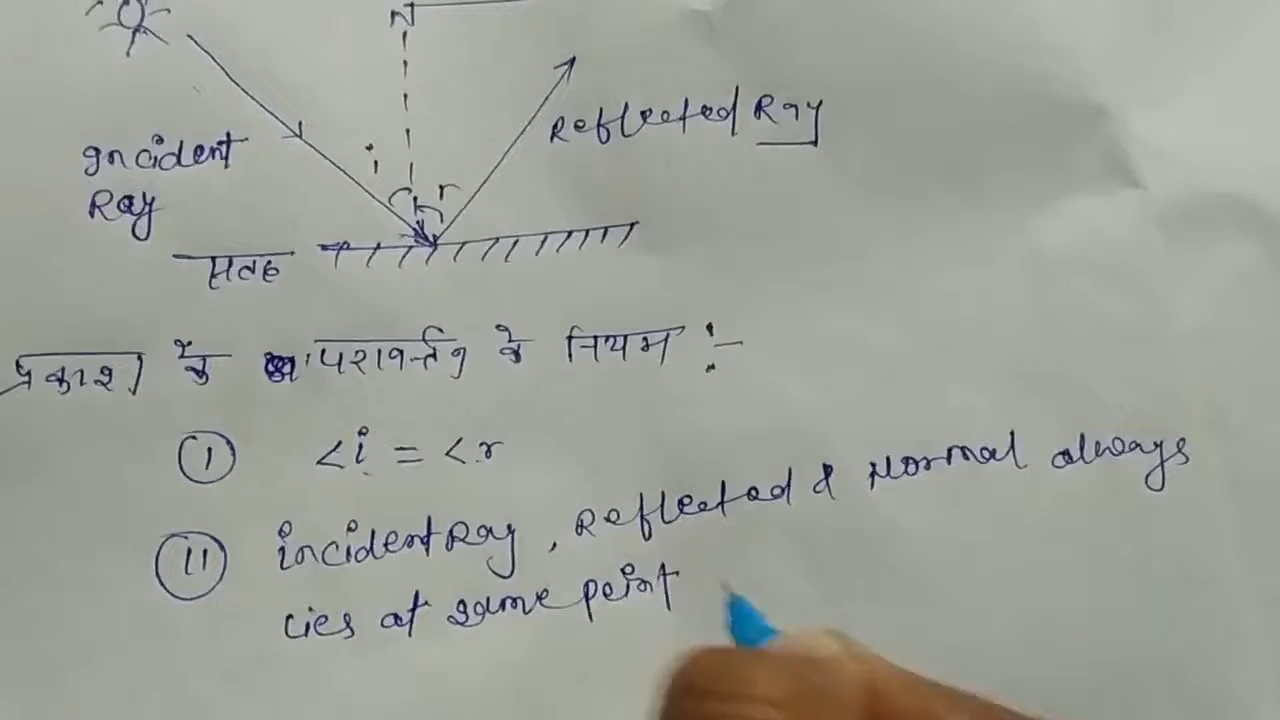 N
Incident
Ray
i
r
Reflected Ray
सतह
प्रकाश के परावर्तन के नियम :-
(1) <i = <r
(11) incident Ray, Reflected & Normal always
lies at same point